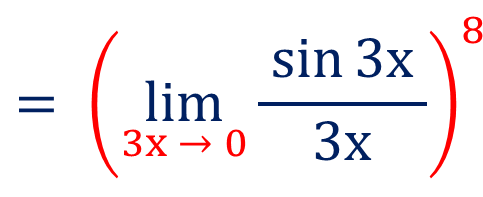 = (lim 3x → 0 sin 3x / 3x)^8